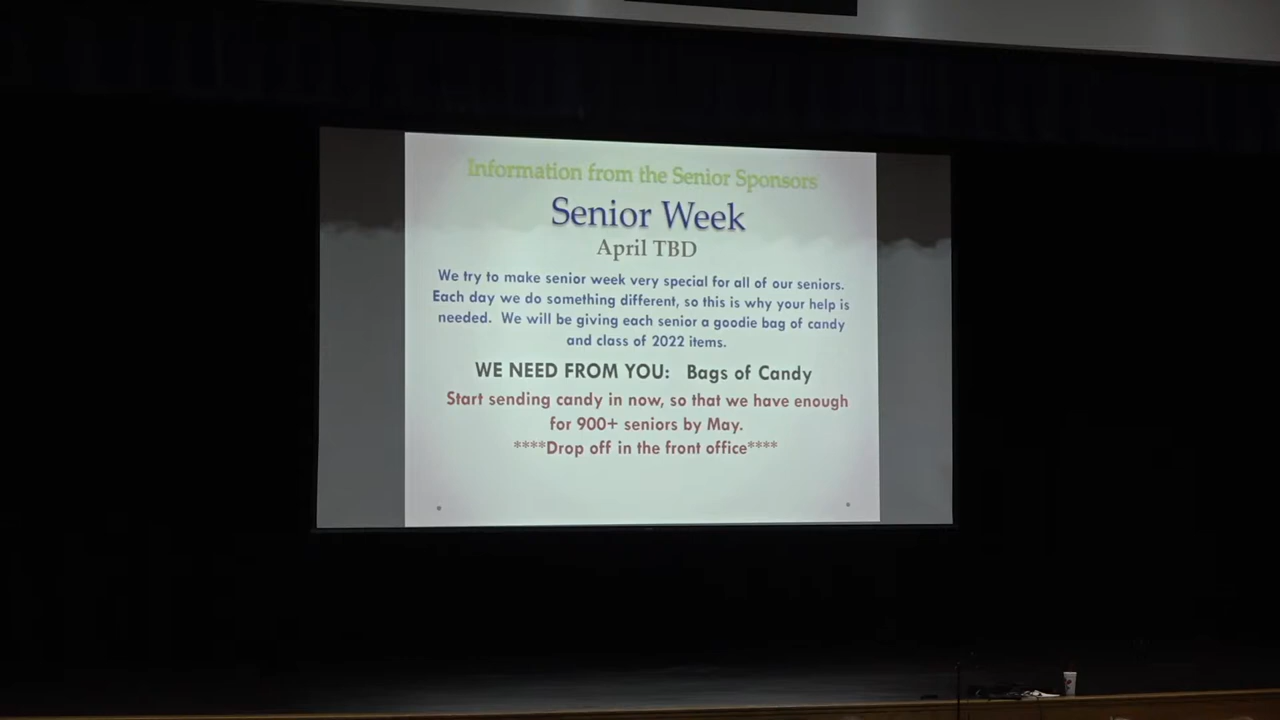 Information from the Senior Sponsors
Senior Week
April TBD
We try to make senior week very special for all of our seniors.
Each day we do something different, so this is why your help is
needed. We will be giving each senior a goodie bag of candy
and class of 2022 items.
WE NEED FROM YOU: Bags of Candy
Start sending candy in now, so that we have enough
for 900+ seniors by May.
****Drop off in the front office****